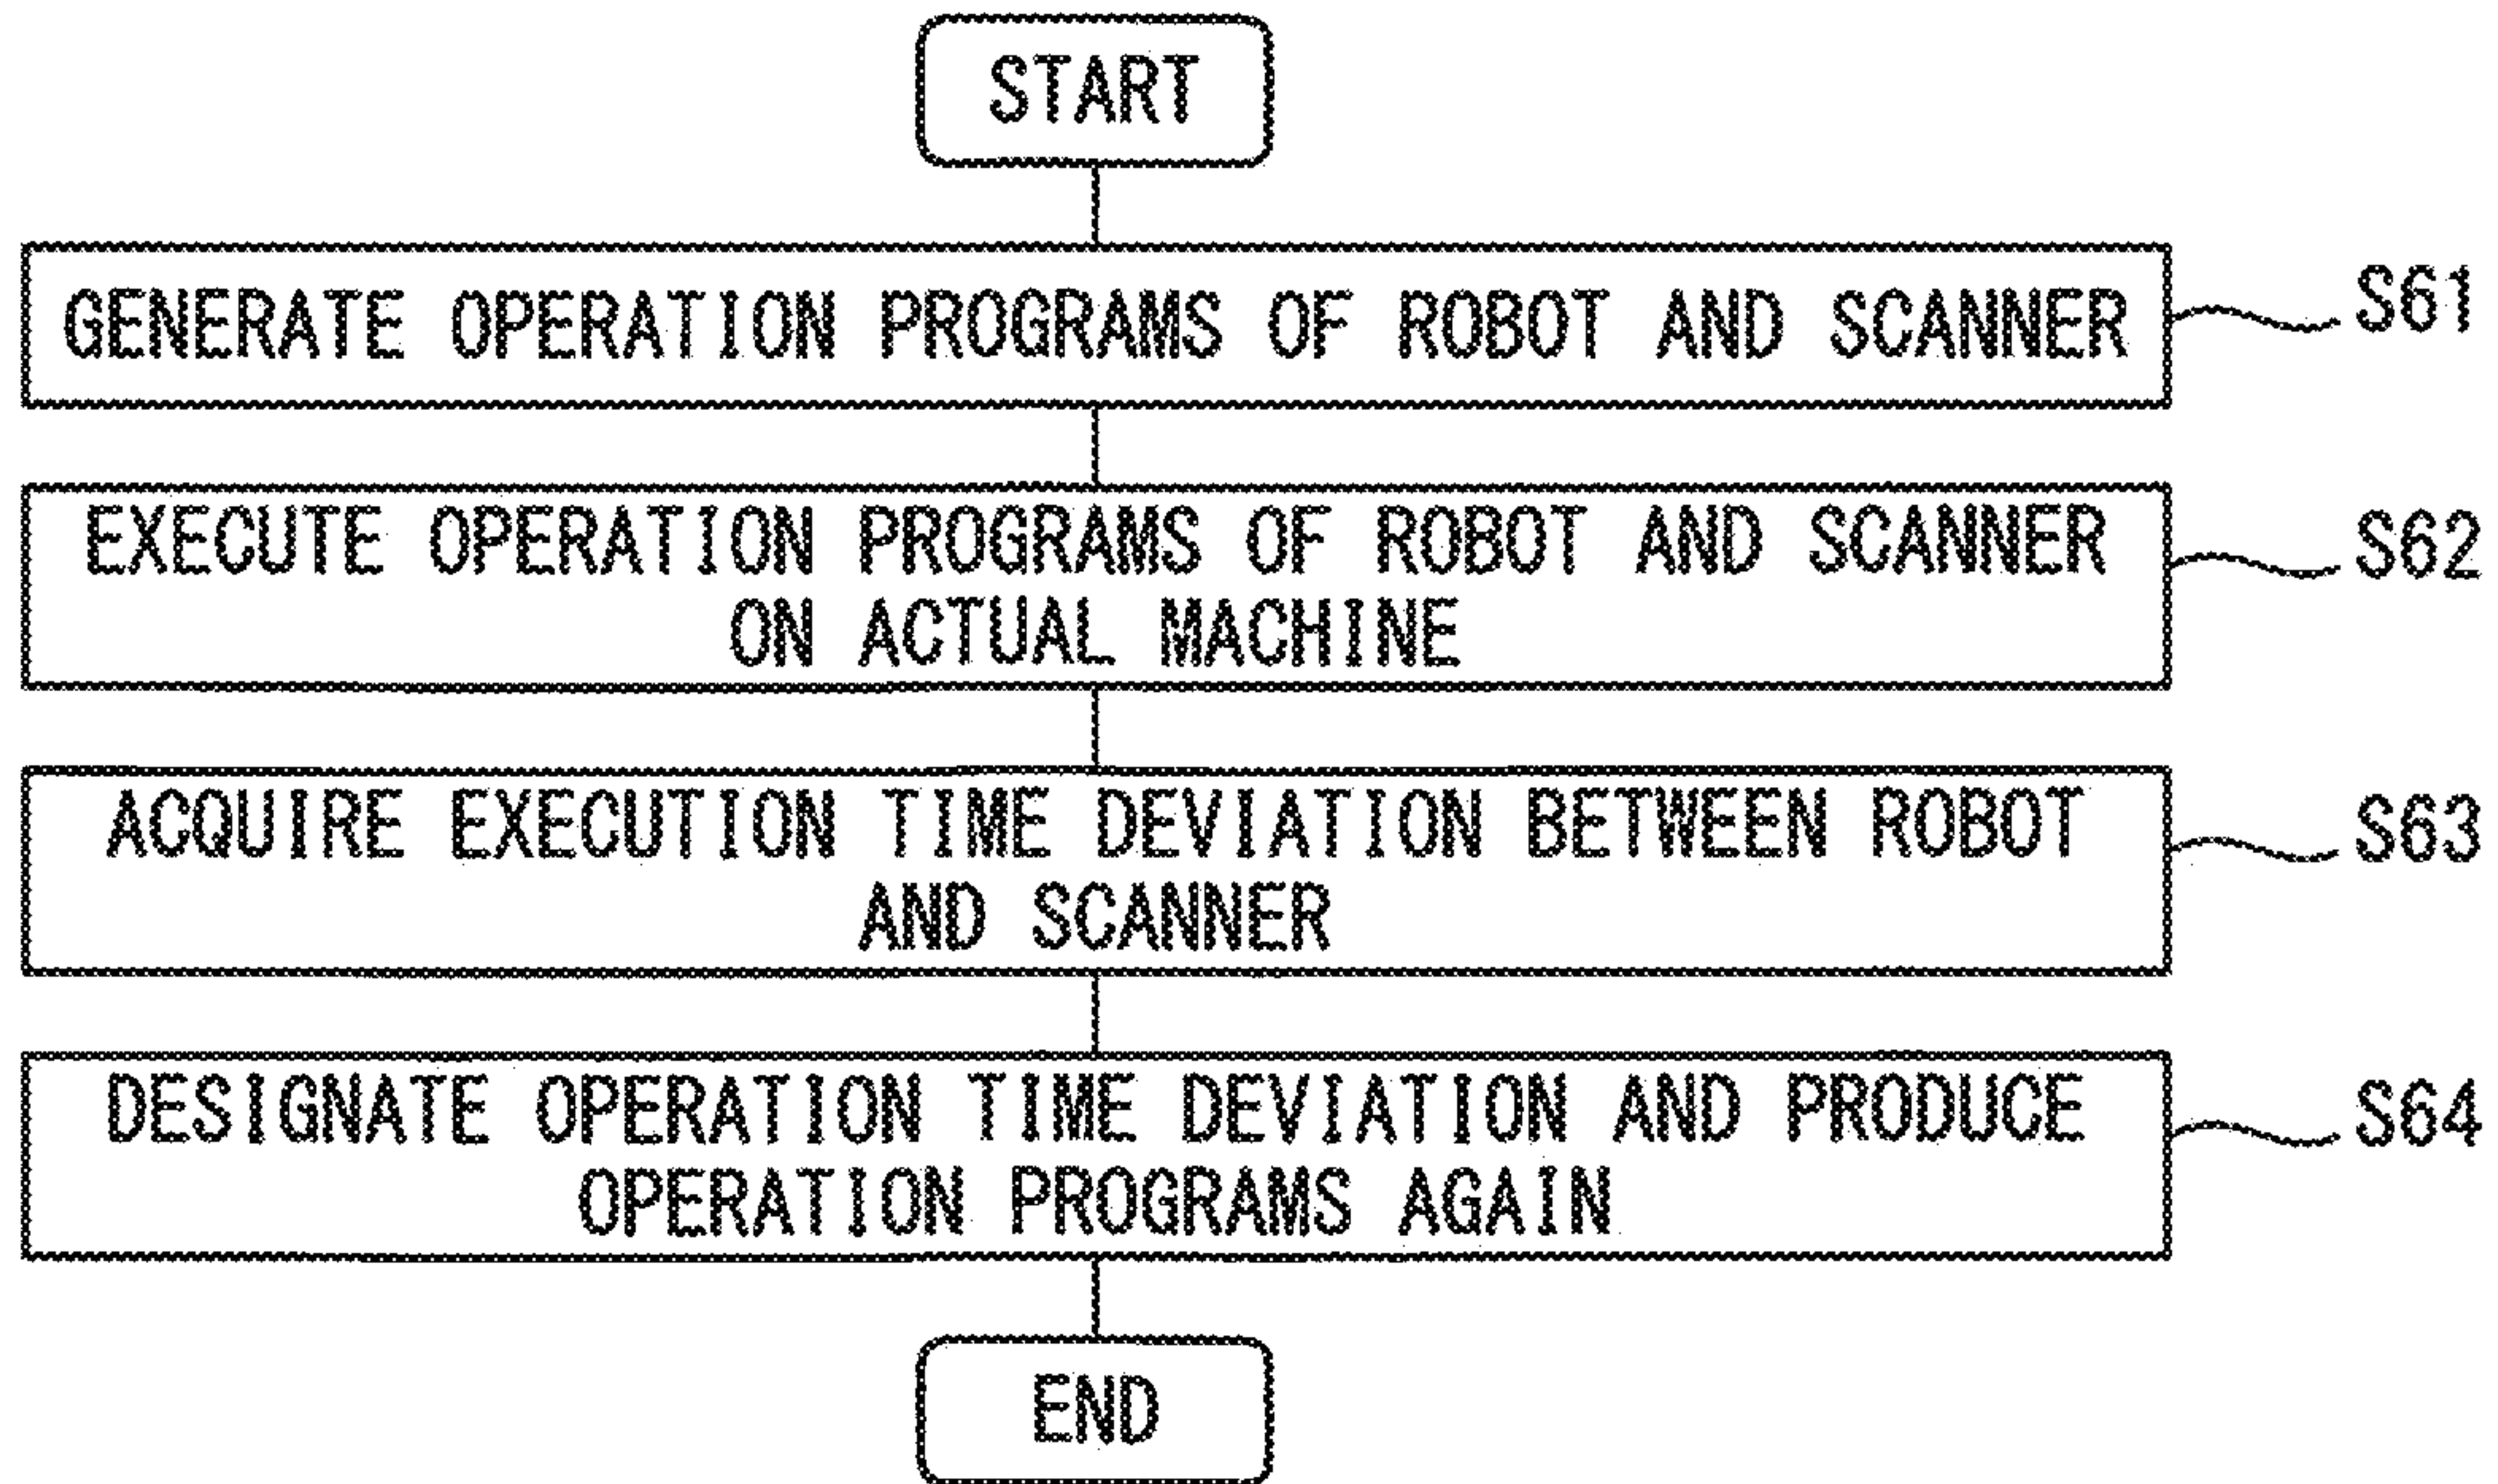 START
GENERATE OPERATION PROGRAMS OF ROBOT AND SCANNER
S61
EXECUTE OPERATION PROGRAMS OF ROBOT AND SCANNER
ON ACTUAL MACHINE
S62
ACQUIRE EXECUTION TIME DEVIATION BETWEEN ROBOT
AND SCANNER
S63
DESIGNATE OPERATION TIME DEVIATION AND PRODUCE
OPERATION PROGRAMS AGAIN
S64
END